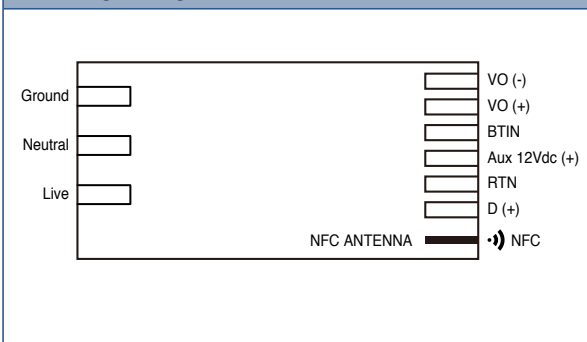 Ground
Neutral
Live
VO (-)
VO (+)
BTIN
Aux 12Vdc (+)
RTN
D (+)
NFC ANTENNA
NFC